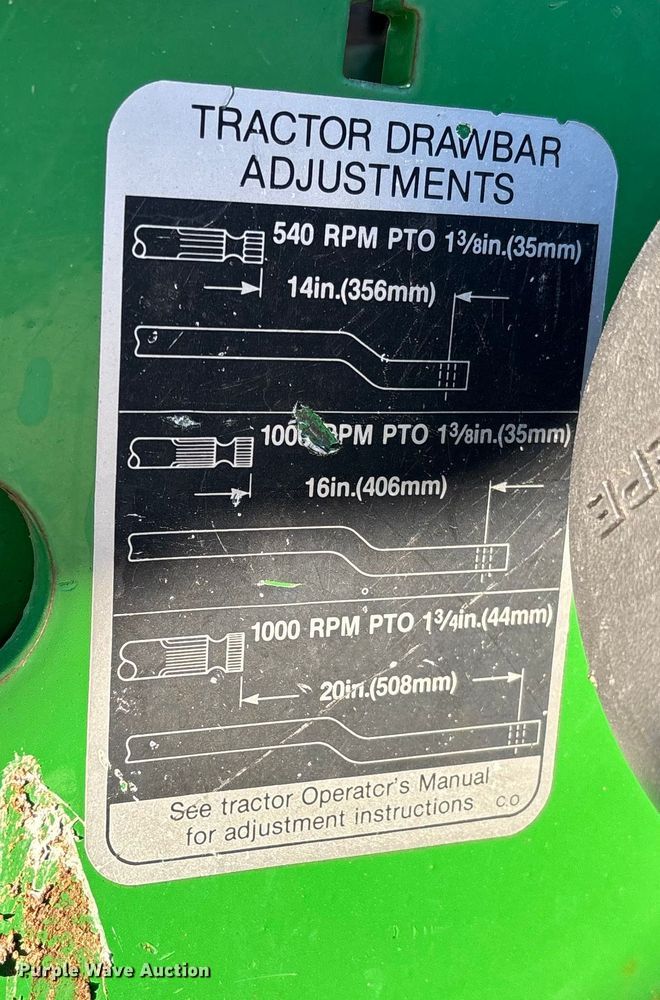 TRACTOR DRAWBAR
ADJUSTMENTS
540 RPM PTO 1³/₈in.(35mm)
14in.(356mm)
RPM PTO 1³/₈in.(35mm)
16in.(406mm)
1000 RPM PTO 1³/₄in.(44mm)
20in.(508mm)
See tractor Operator's Manual
for adjustment instructions C.O
Purple Wave Auction